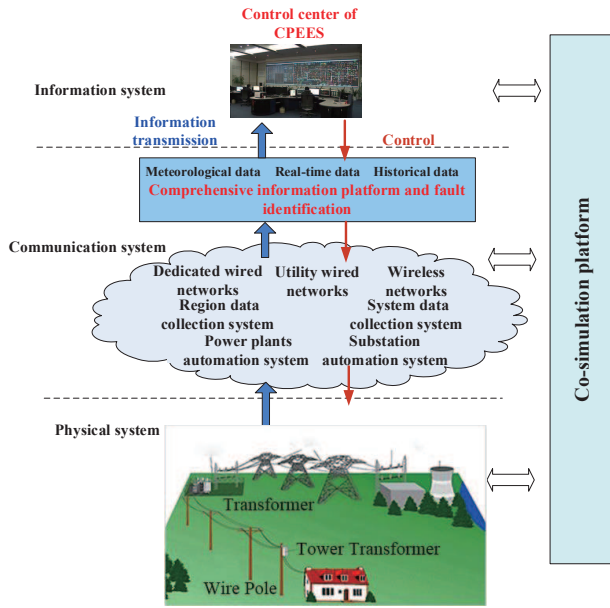 Control center of
CPEES
Information system
Information
transmission
Control
Meteorological data Real-time data Historical data
Comprehensive information platform and fault
identification
Communication system
Dedicated wired
networks
Utility wired
networks
Wireless
networks
Region data
collection system
System data
collection system
Power plants
automation system
Substation
automation system
Physical system
Transformer
Tower Transformer
Wire Pole
Co-simulation platform